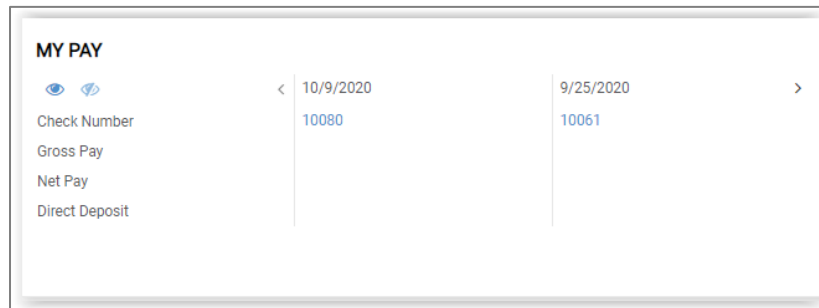 MY PAY
10/9/2020 9/25/2020
Check Number 10080 10061
Gross Pay
Net Pay
Direct Deposit